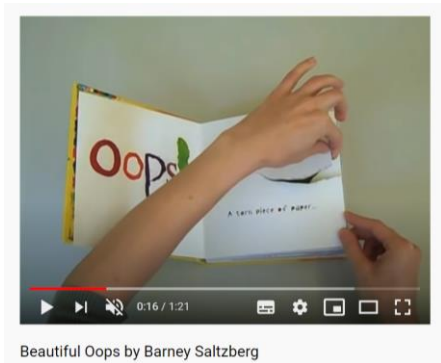 Oops!
A torn piece of paper...
0:16 / 1:21
Beautiful Oops by Barney Saltzberg